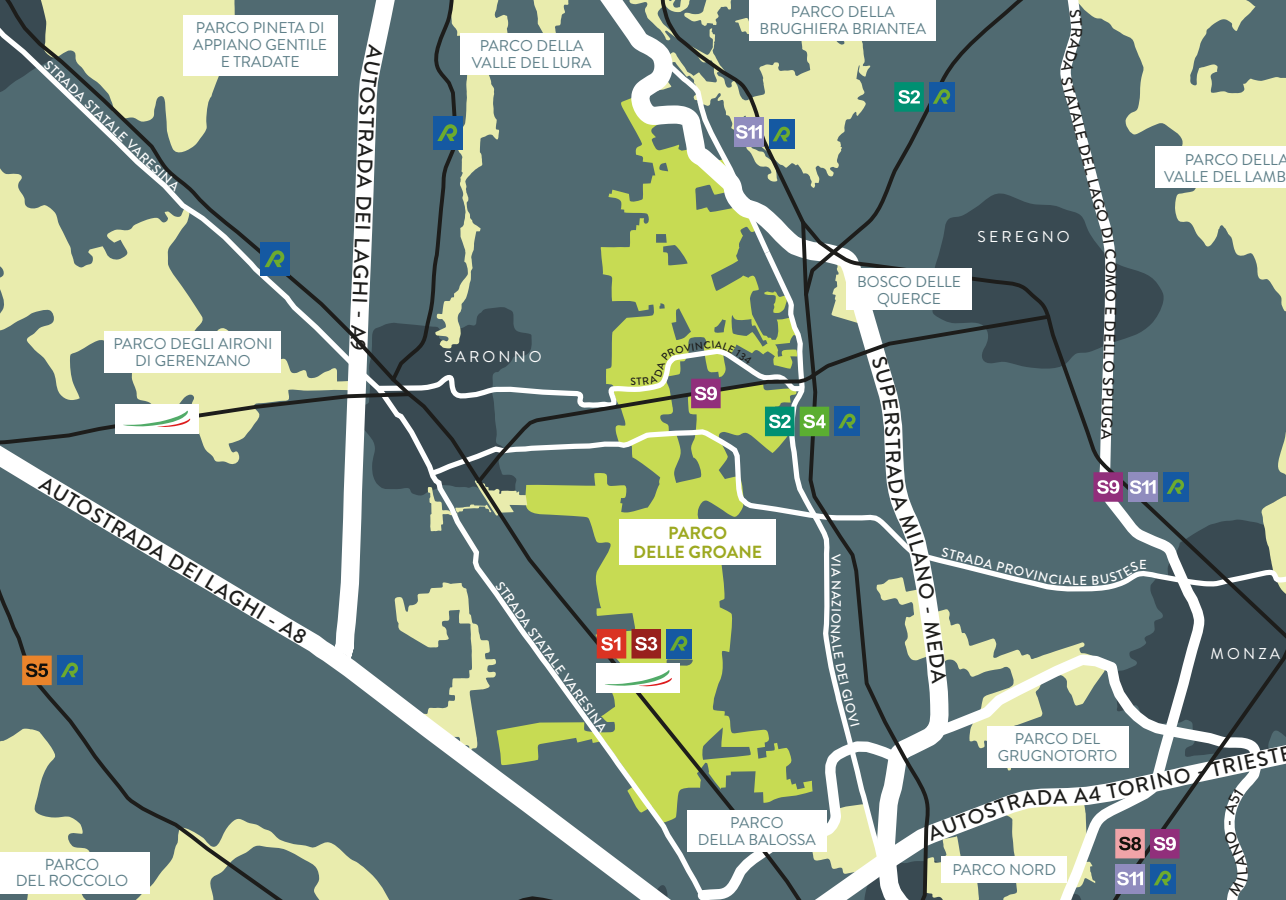 PARCO PINETA DI
APPIANO GENTILE
E TRADATE
PARCO DELLA
VALLE DEL LURA
PARCO DELLA
BRUGHIERA BRIANTEA
STRADA STATALE DEL LAGO DI COMO E DELLO SPLUGA
STRADA STATALE VARESINA
AUTOSTRADA DEI LAGHI - A9
R
S11 R
S2 R
PARCO DELLA
VALLE DEL LAMB
R
SEREGNO
BOSCO DELLE
QUERCE
PARCO DEGLI AIRONI
DI GERENZANO
SARONNO
STRADA PROVINCIALE 134
S9
S2 S4 R
SUPERSTRADA MILANO - MEDA
S9 S11 R
AUTOSTRADA DEI LAGHI - A8
PARCO
DELLE GROANE
STRADA PROVINCIALE BUSTESE
VIA NAZIONALE DEI GIOVI
STRADA STATALE VARESINA
S1 S3 R
S5 R
MONZA
PARCO DEL
GRUGNOTORTO
AUTOSTRADA A4 TORINO - TRIESTE
PARCO
DELLA BALOSSA
PARCO NORD
S8 S9
S11 R
MILANO - A51
PARCO
DEL ROCCOLO